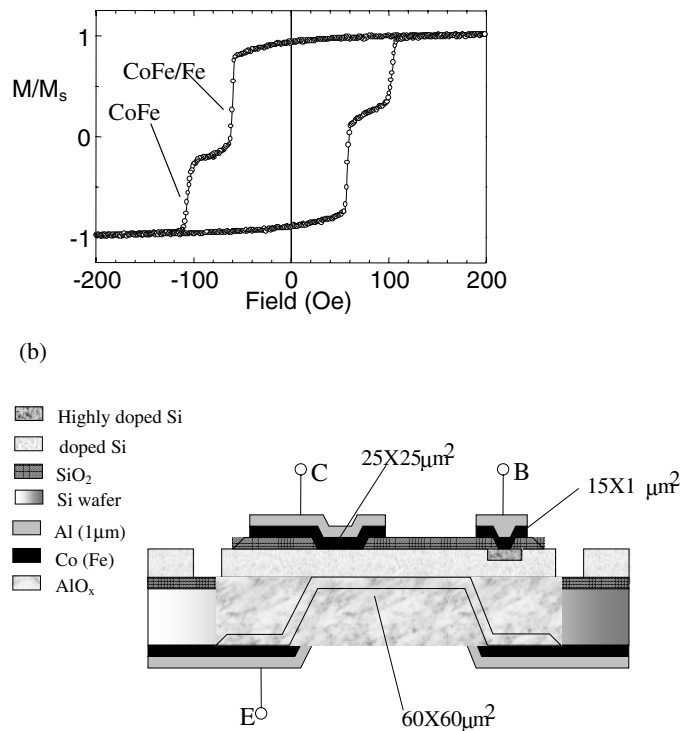 1
CoFe/Fe
M/Mₛ
CoFe
0
-1
-200 -100 0 100 200
Field (Oe)
(b)
Highly doped Si
doped Si
SiO₂
Si wafer
Al (1μm)
Co (Fe)
AlOₓ
25X25μm²
C
B
15X1 μm²
E
60X60μm²